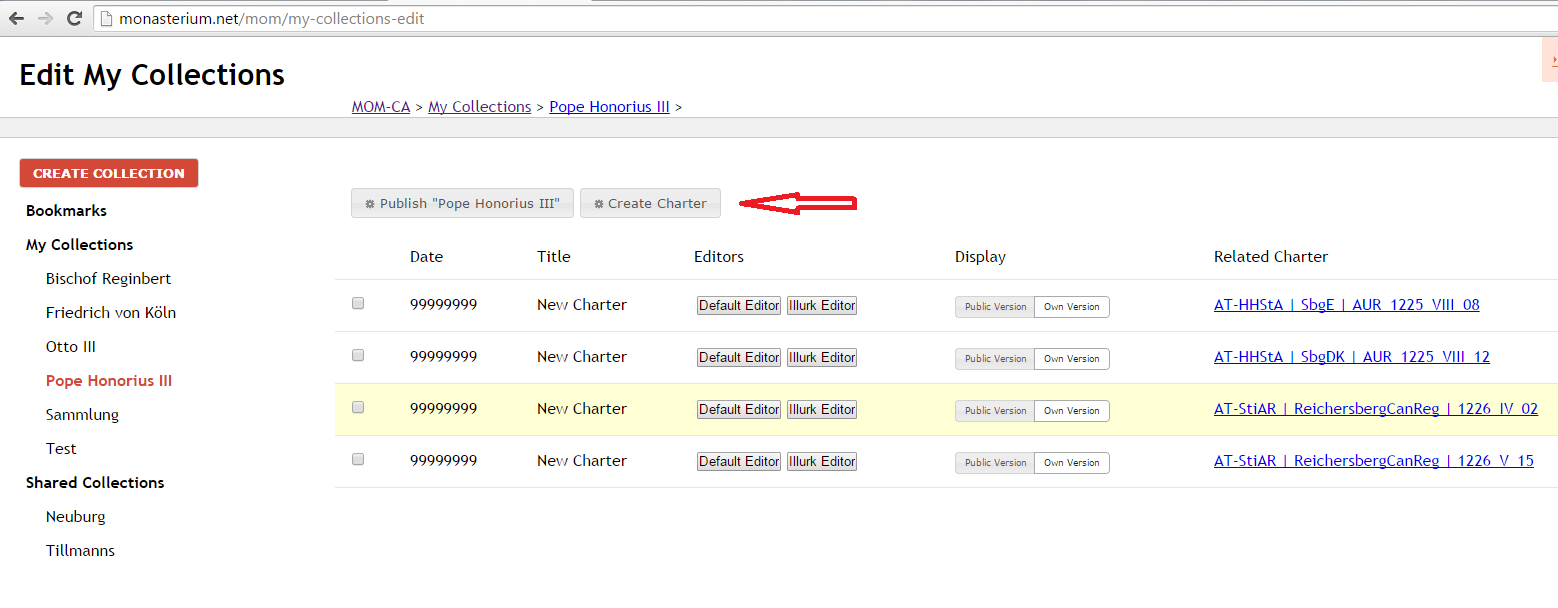 monasterium.net/mom/my-collections-edit
Edit My Collections
MOM-CA > My Collections > Pope Honorius III >
CREATE COLLECTION
Bookmarks
My Collections
Bischof Reginbert
Friedrich von Köln
Otto III
Pope Honorius III
Sammlung
Test
Shared Collections
Neuburg
Tillmanns
Publish "Pope Honorius III" Create Charter
Date Title Editors Display Related Charter
99999999 New Charter Default Editor Illurk Editor Public Version Own Version AT-HHStA | SbgE | AUR_1225_VIII_08
99999999 New Charter Default Editor Illurk Editor Public Version Own Version AT-HHStA | SbgDK | AUR_1225_VIII_12
99999999 New Charter Default Editor Illurk Editor Public Version Own Version AT-StiAR | ReichersbergCanReg | 1226_IV_02
99999999 New Charter Default Editor Illurk Editor Public Version Own Version AT-StiAR | ReichersbergCanReg | 1226_V_15